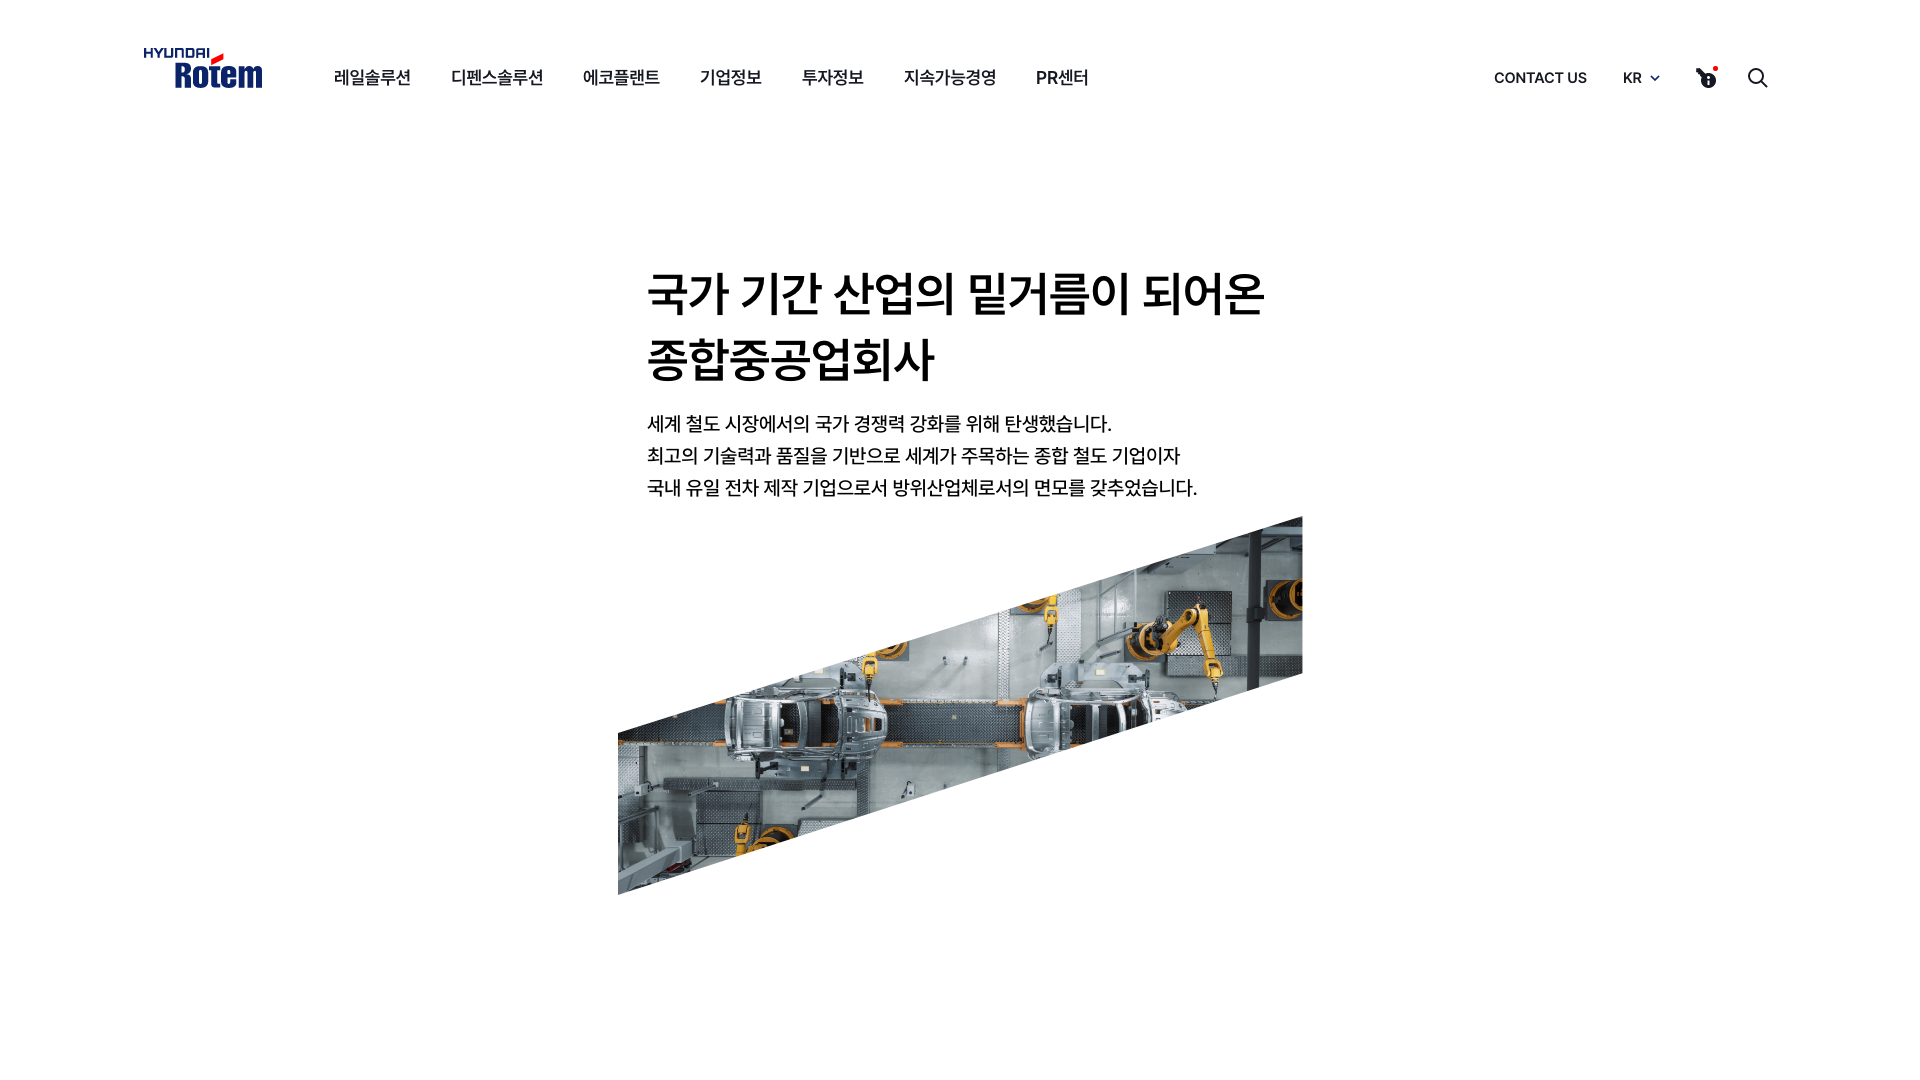 HYUNDAI
Rotem
레일솔루션
디펜스솔루션
에코플랜트
기업정보
투자정보
지속가능경영
PR센터
CONTACT US
KR
국가 기간 산업의 밑거름이 되어온
종합중공업회사
세계 철도 시장에서의 국가 경쟁력 강화를 위해 탄생했습니다.
최고의 기술력과 품질을 기반으로 세계가 주목하는 종합 철도 기업이자
국내 유일 전차 제작 기업으로서 방위산업체로서의 면모를 갖추었습니다.